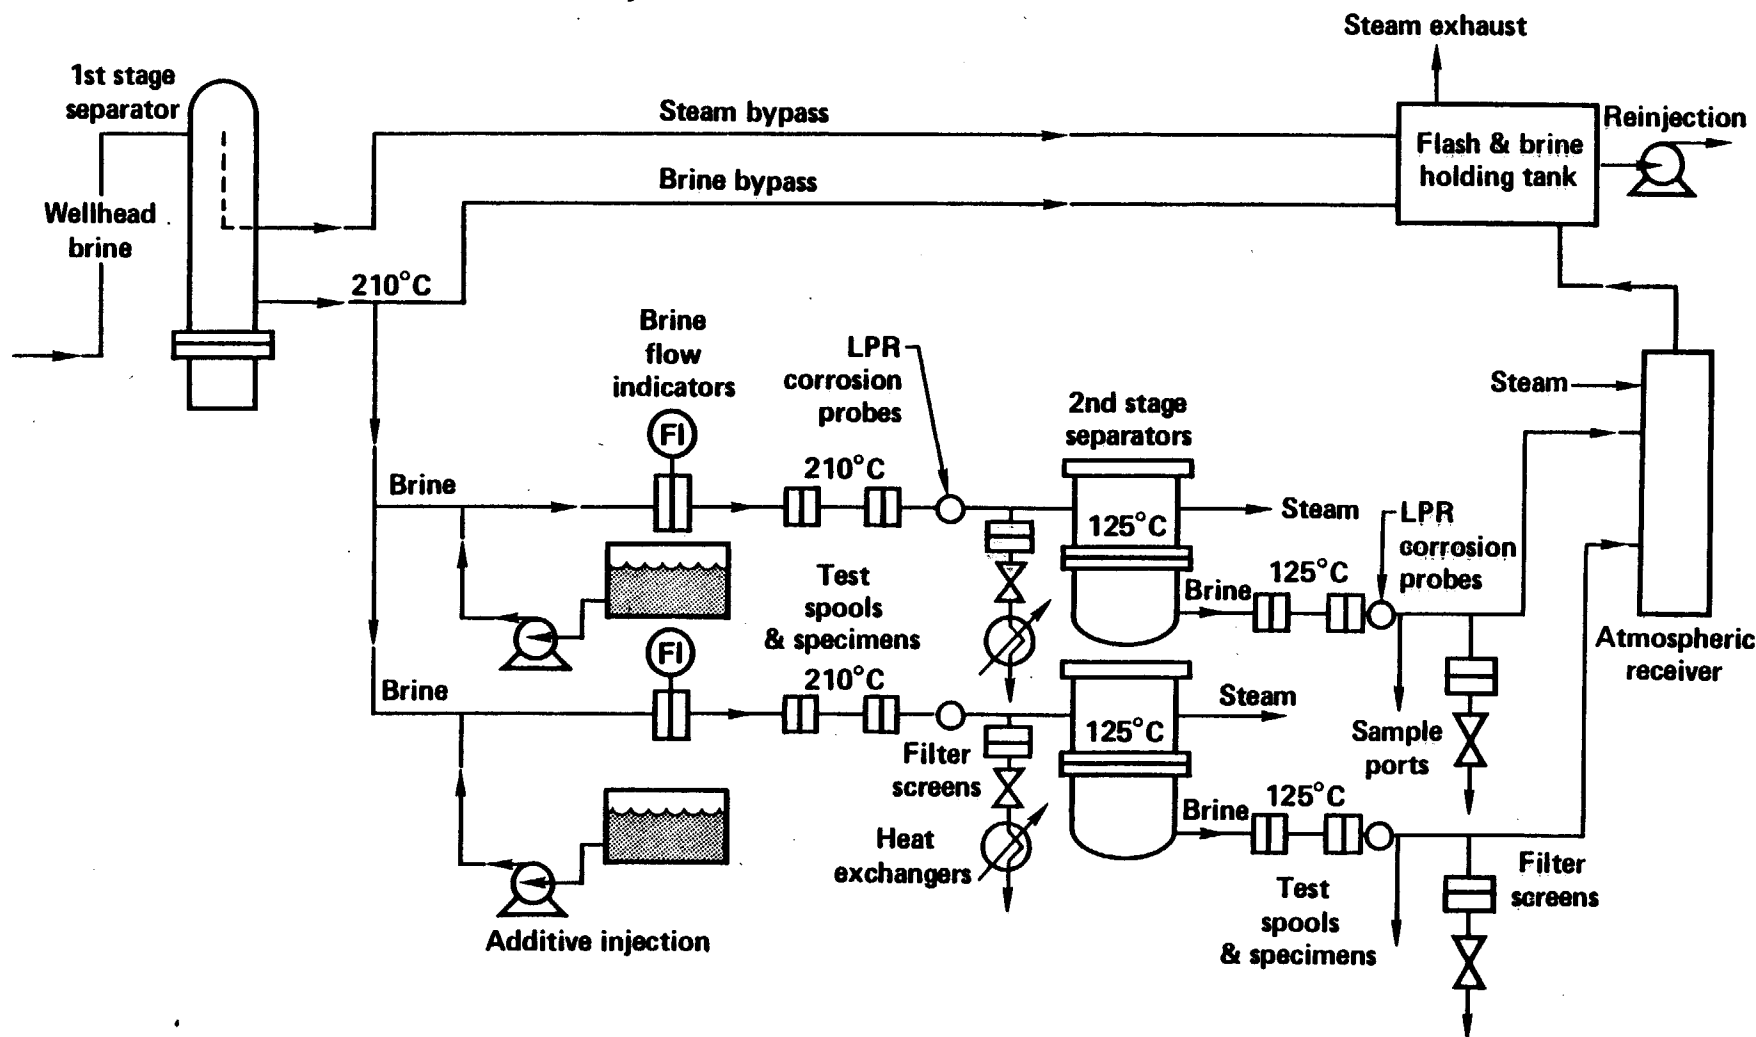 Steam exhaust
1st stage
separator
Steam bypass
Reinjection
Flash & brine
holding tank
Brine bypass
Wellhead
brine
210°C
Brine
flow
indicators
LPR
corrosion
probes
Steam
2nd stage
separators
FI
210°C
Brine
125°C
Steam
LPR
corrosion
probes
125°C
Brine
Test
spools
& specimens
Atmospheric
receiver
FI
210°C
Brine
Steam
125°C
Sample
ports
Filter
screens
125°C
Brine
Heat
exchangers
Filter
screens
Test
spools
& specimens
Additive injection